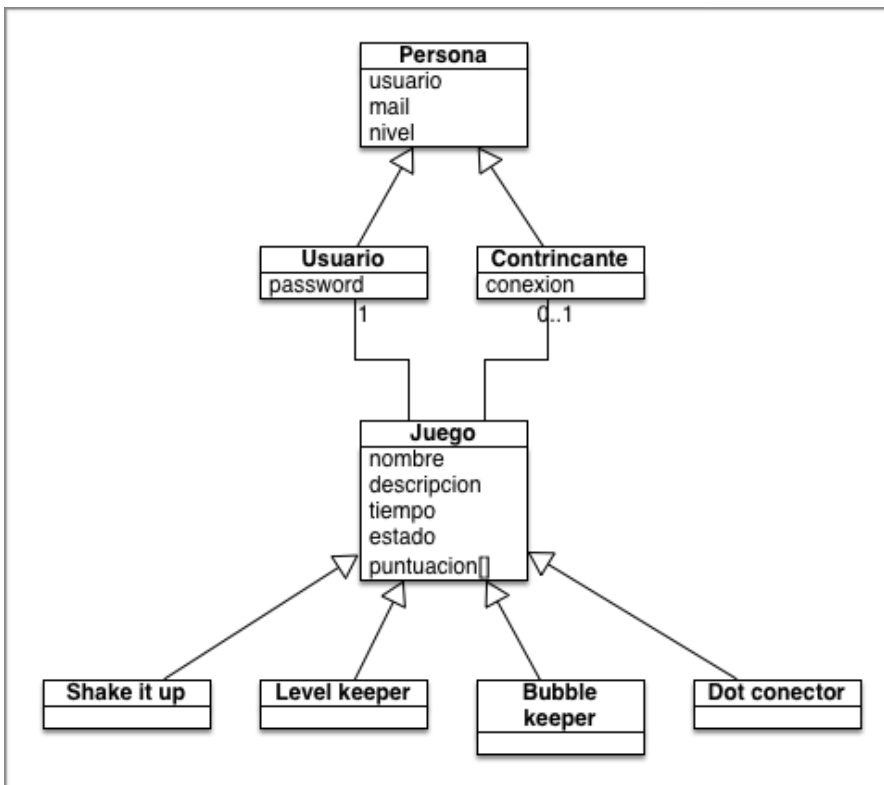 Persona
usuario
mail
nivel
Usuario
password
1
Contrincante
conexion
0..1
Juego
nombre
descripcion
tiempo
estado
puntuacion[]
Shake it up
Level keeper
Bubble
keeper
Dot conector